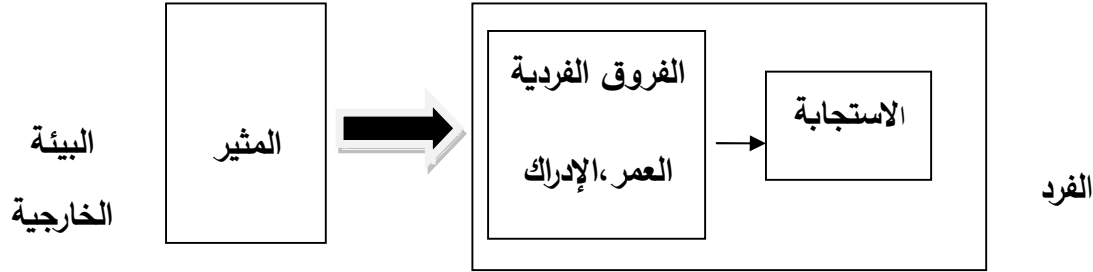 البيئة
الخارجية
المثير
الفروق الفردية
العمر ،الإدراك
الاستجابة
الفرد